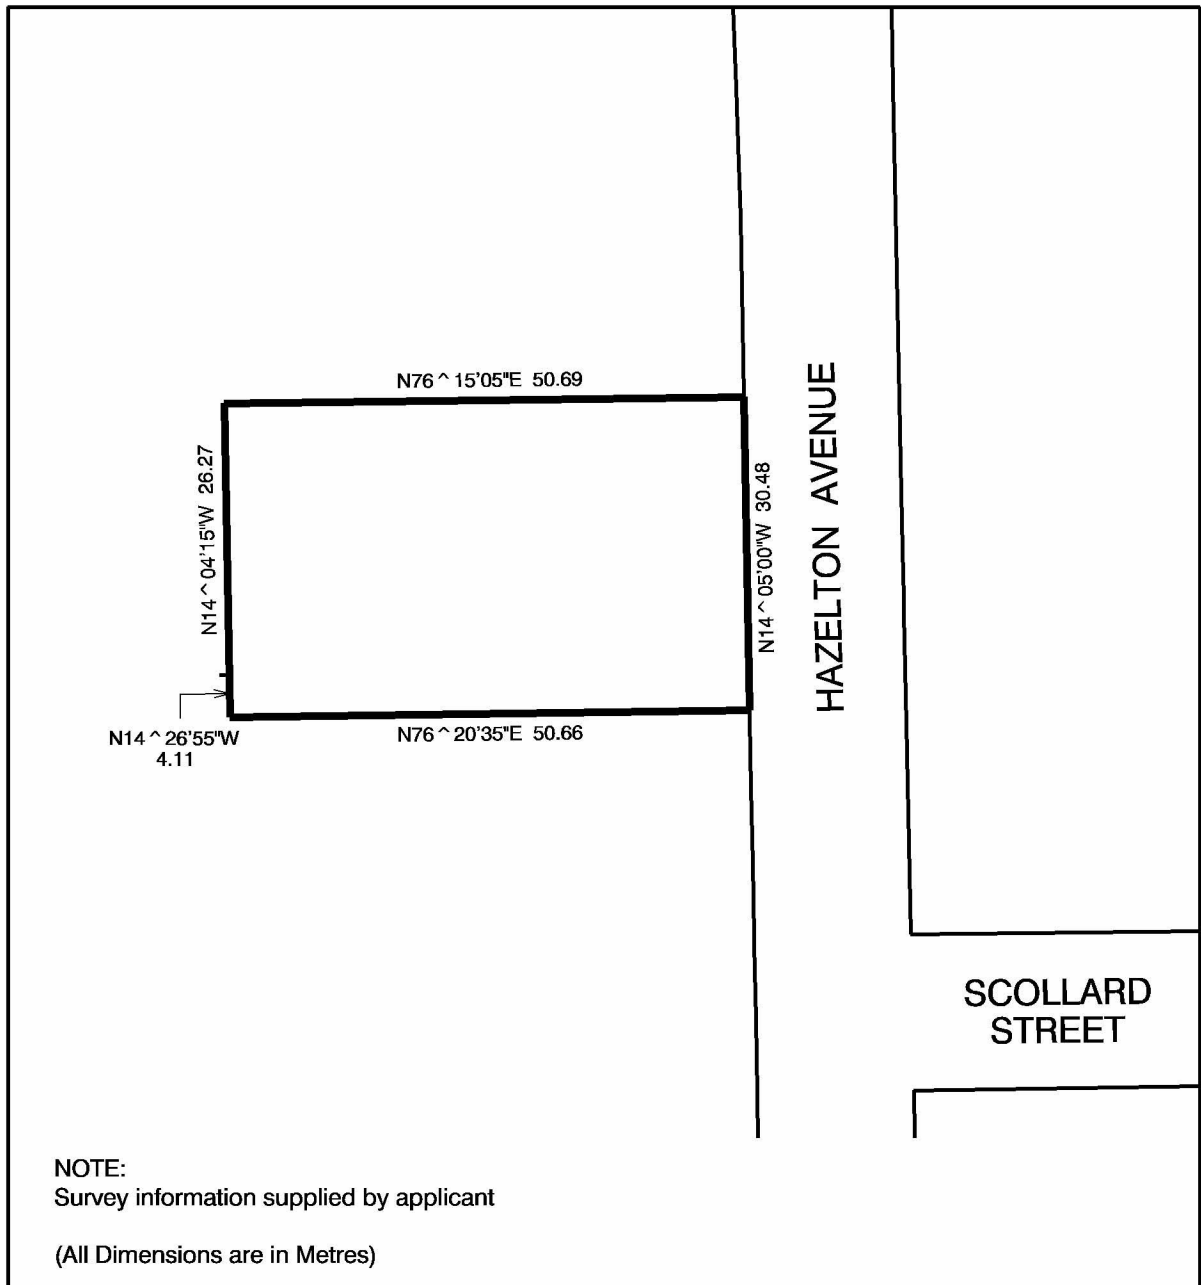 N76^15'05"E 50.69
N14^04'15"W 26.27
N14^05'00"W 30.48
HAZELTON AVENUE
N14^26'55"W
4.11
N76^20'35"E 50.66
SCOLLARD
STREET
NOTE:
Survey information supplied by applicant
(All Dimensions are in Metres)